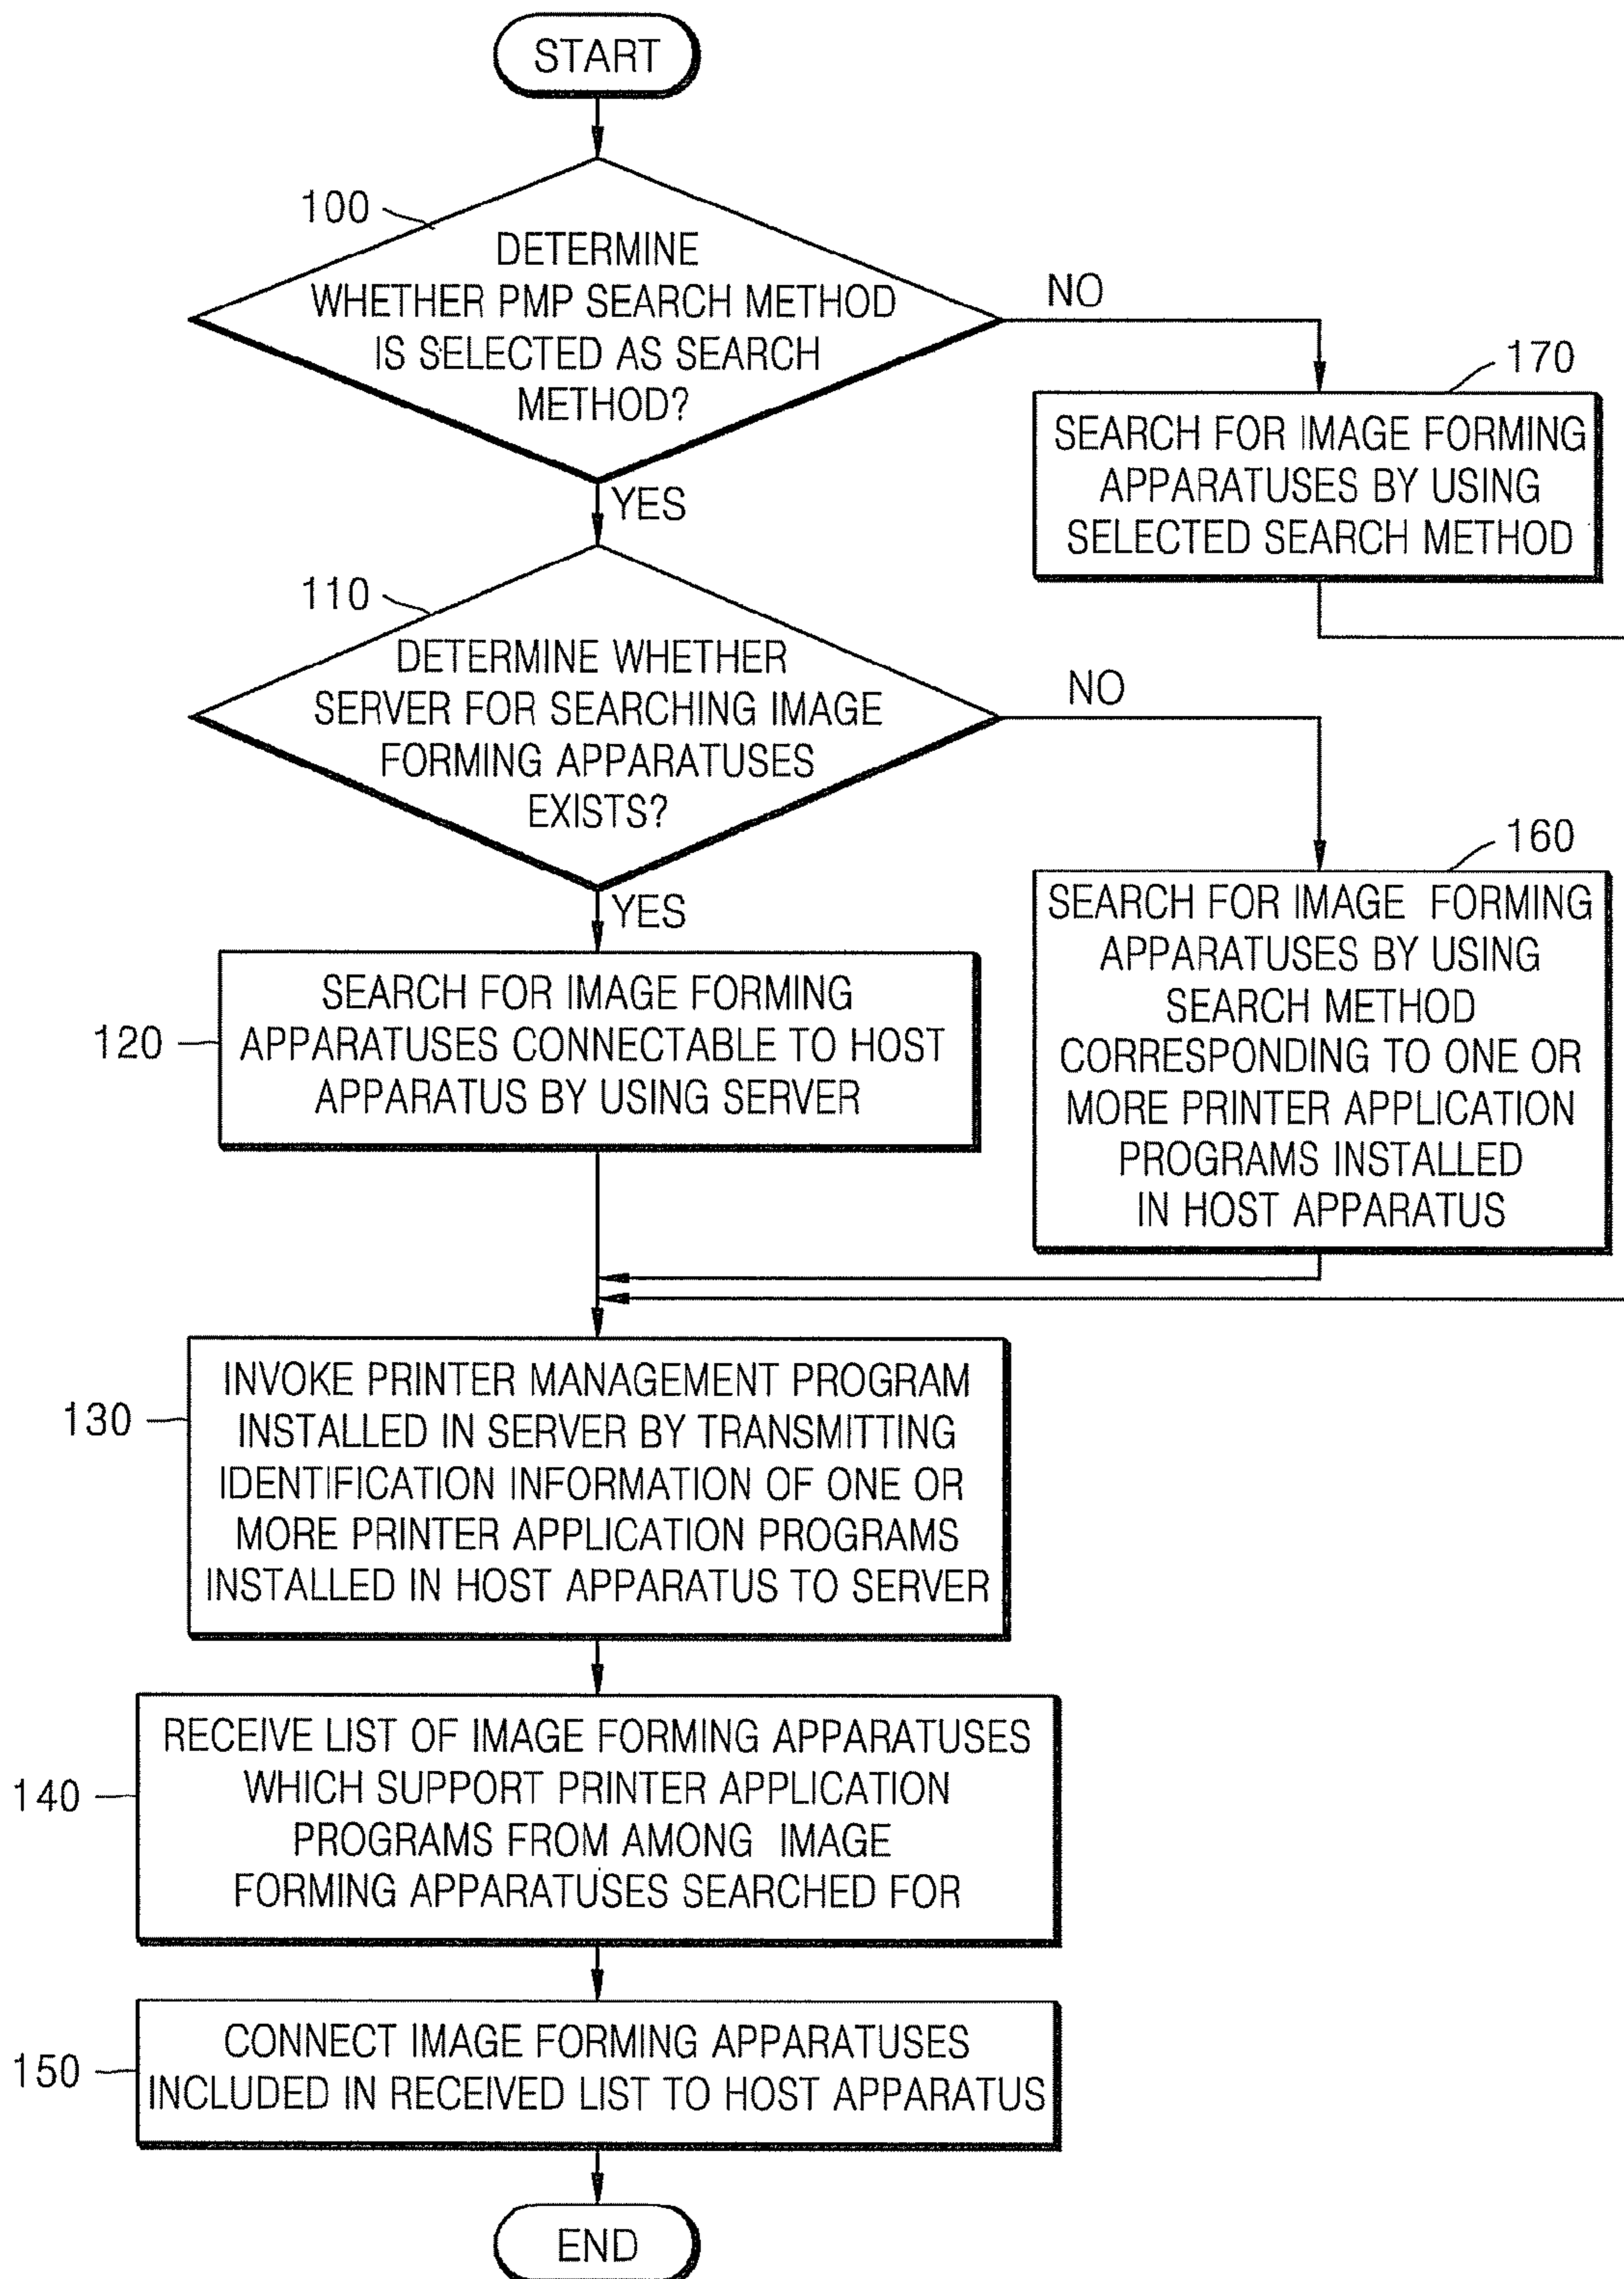 START
100
DETERMINE
WHETHER PMP SEARCH METHOD
IS SELECTED AS SEARCH
METHOD?
NO
170
SEARCH FOR IMAGE FORMING
APPARATUSES BY USING
SELECTED SEARCH METHOD
YES
110
DETERMINE WHETHER
SERVER FOR SEARCHING IMAGE
FORMING APPARATUSES
EXISTS?
NO
160
SEARCH FOR IMAGE FORMING
APPARATUSES BY USING
SEARCH METHOD
CORRESPONDING TO ONE OR
MORE PRINTER APPLICATION
PROGRAMS INSTALLED
IN HOST APPARATUS
YES
120
SEARCH FOR IMAGE FORMING
APPARATUSES CONNECTABLE TO HOST
APPARATUS BY USING SERVER
130
INVOKE PRINTER MANAGEMENT PROGRAM
INSTALLED IN SERVER BY TRANSMITTING
IDENTIFICATION INFORMATION OF ONE OR
MORE PRINTER APPLICATION PROGRAMS
INSTALLED IN HOST APPARATUS TO SERVER
140
RECEIVE LIST OF IMAGE FORMING APPARATUSES
WHICH SUPPORT PRINTER APPLICATION
PROGRAMS FROM AMONG IMAGE
FORMING APPARATUSES SEARCHED FOR
150
CONNECT IMAGE FORMING APPARATUSES
INCLUDED IN RECEIVED LIST TO HOST APPARATUS
END